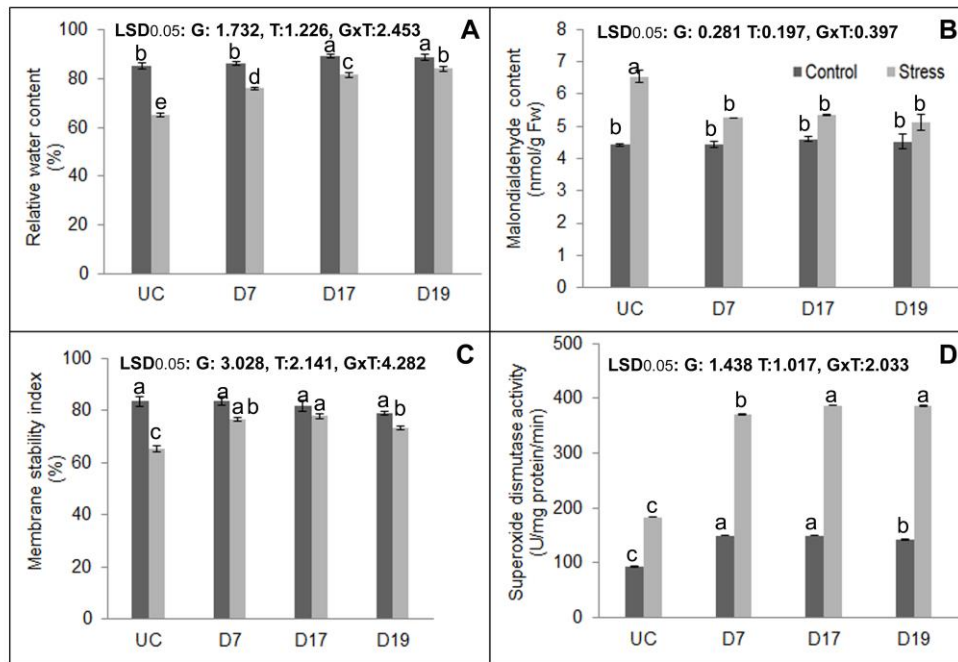 A
LSD0.05: G: 1.732, T:1.226, GxT:2.453
Relative water content
(%)
100
80
60
40
20
0
b
e
b
d
a
c
a
b
UC
D7
D17
D19
B
LSD0.05: G: 0.281 T:0.197, GxT:0.397
Malondialdehyde content
(nmol/g Fw)
8
7
6
5
4
3
2
1
0
Control
Stress
b
a
b
b
b
b
b
b
UC
D7
D17
D19
C
LSD0.05: G: 3.028, T:2.141, GxT:4.282
Membrane stability index
(%)
100
80
60
40
20
0
a
c
a
a b
a
a
a
b
UC
D7
D17
D19
D
LSD0.05: G: 1.438 T:1.017, GxT:2.033
Superoxide dismutase activity
(U/mg protein/min)
500
400
300
200
100
0
c
c
a
b
a
a
b
a
UC
D7
D17
D19